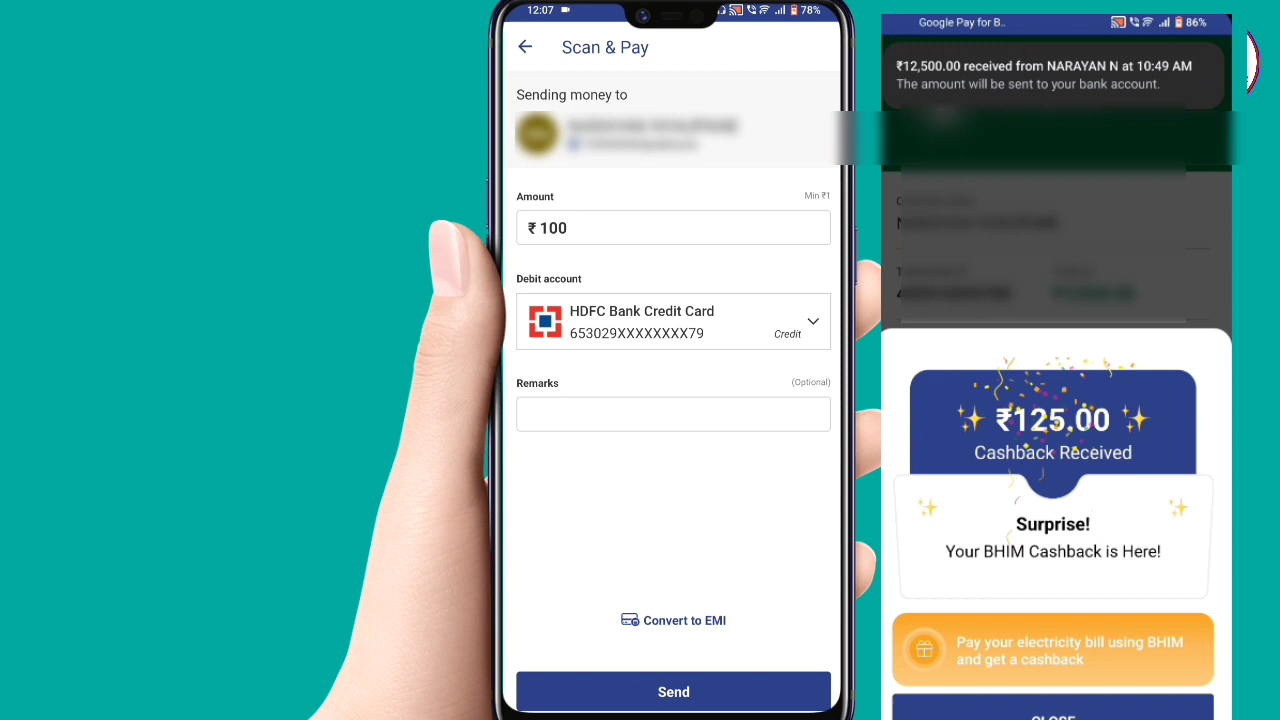 12:07
78%
Scan & Pay
Sending money to
Amount
Min ₹1
₹ 100
Debit account
HDFC Bank Credit Card
653029XXXXXXXX79
Credit
Remarks
(Optional)
Convert to EMI
Send
Google Pay for B..
86%
₹12,500.00 received from NARAYAN N at 10:49 AM
The amount will be sent to your bank account.
₹125.00
Cashback Received
Surprise!
Your BHIM Cashback is Here!
Pay your electricity bill using BHIM
and get a cashback
CLOSE